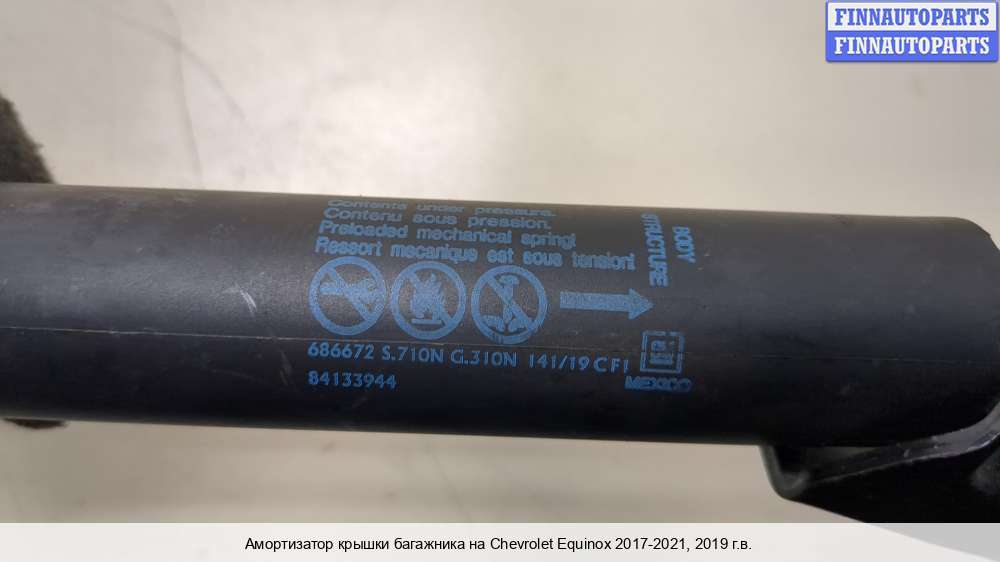 FINNAUTOPARTS
FINNAUTOPARTS
Contents under pressure.
Contenu sous pression.
Preloaded mechanical spring!
Ressort mecanique est sous tension!
BODY
STRUCTURE
686672 S.710N G.310N 141/19 CF1
84133944
MEXICO
Амортизатор крышки багажника на Chevrolet Equinox 2017-2021, 2019 г.в.